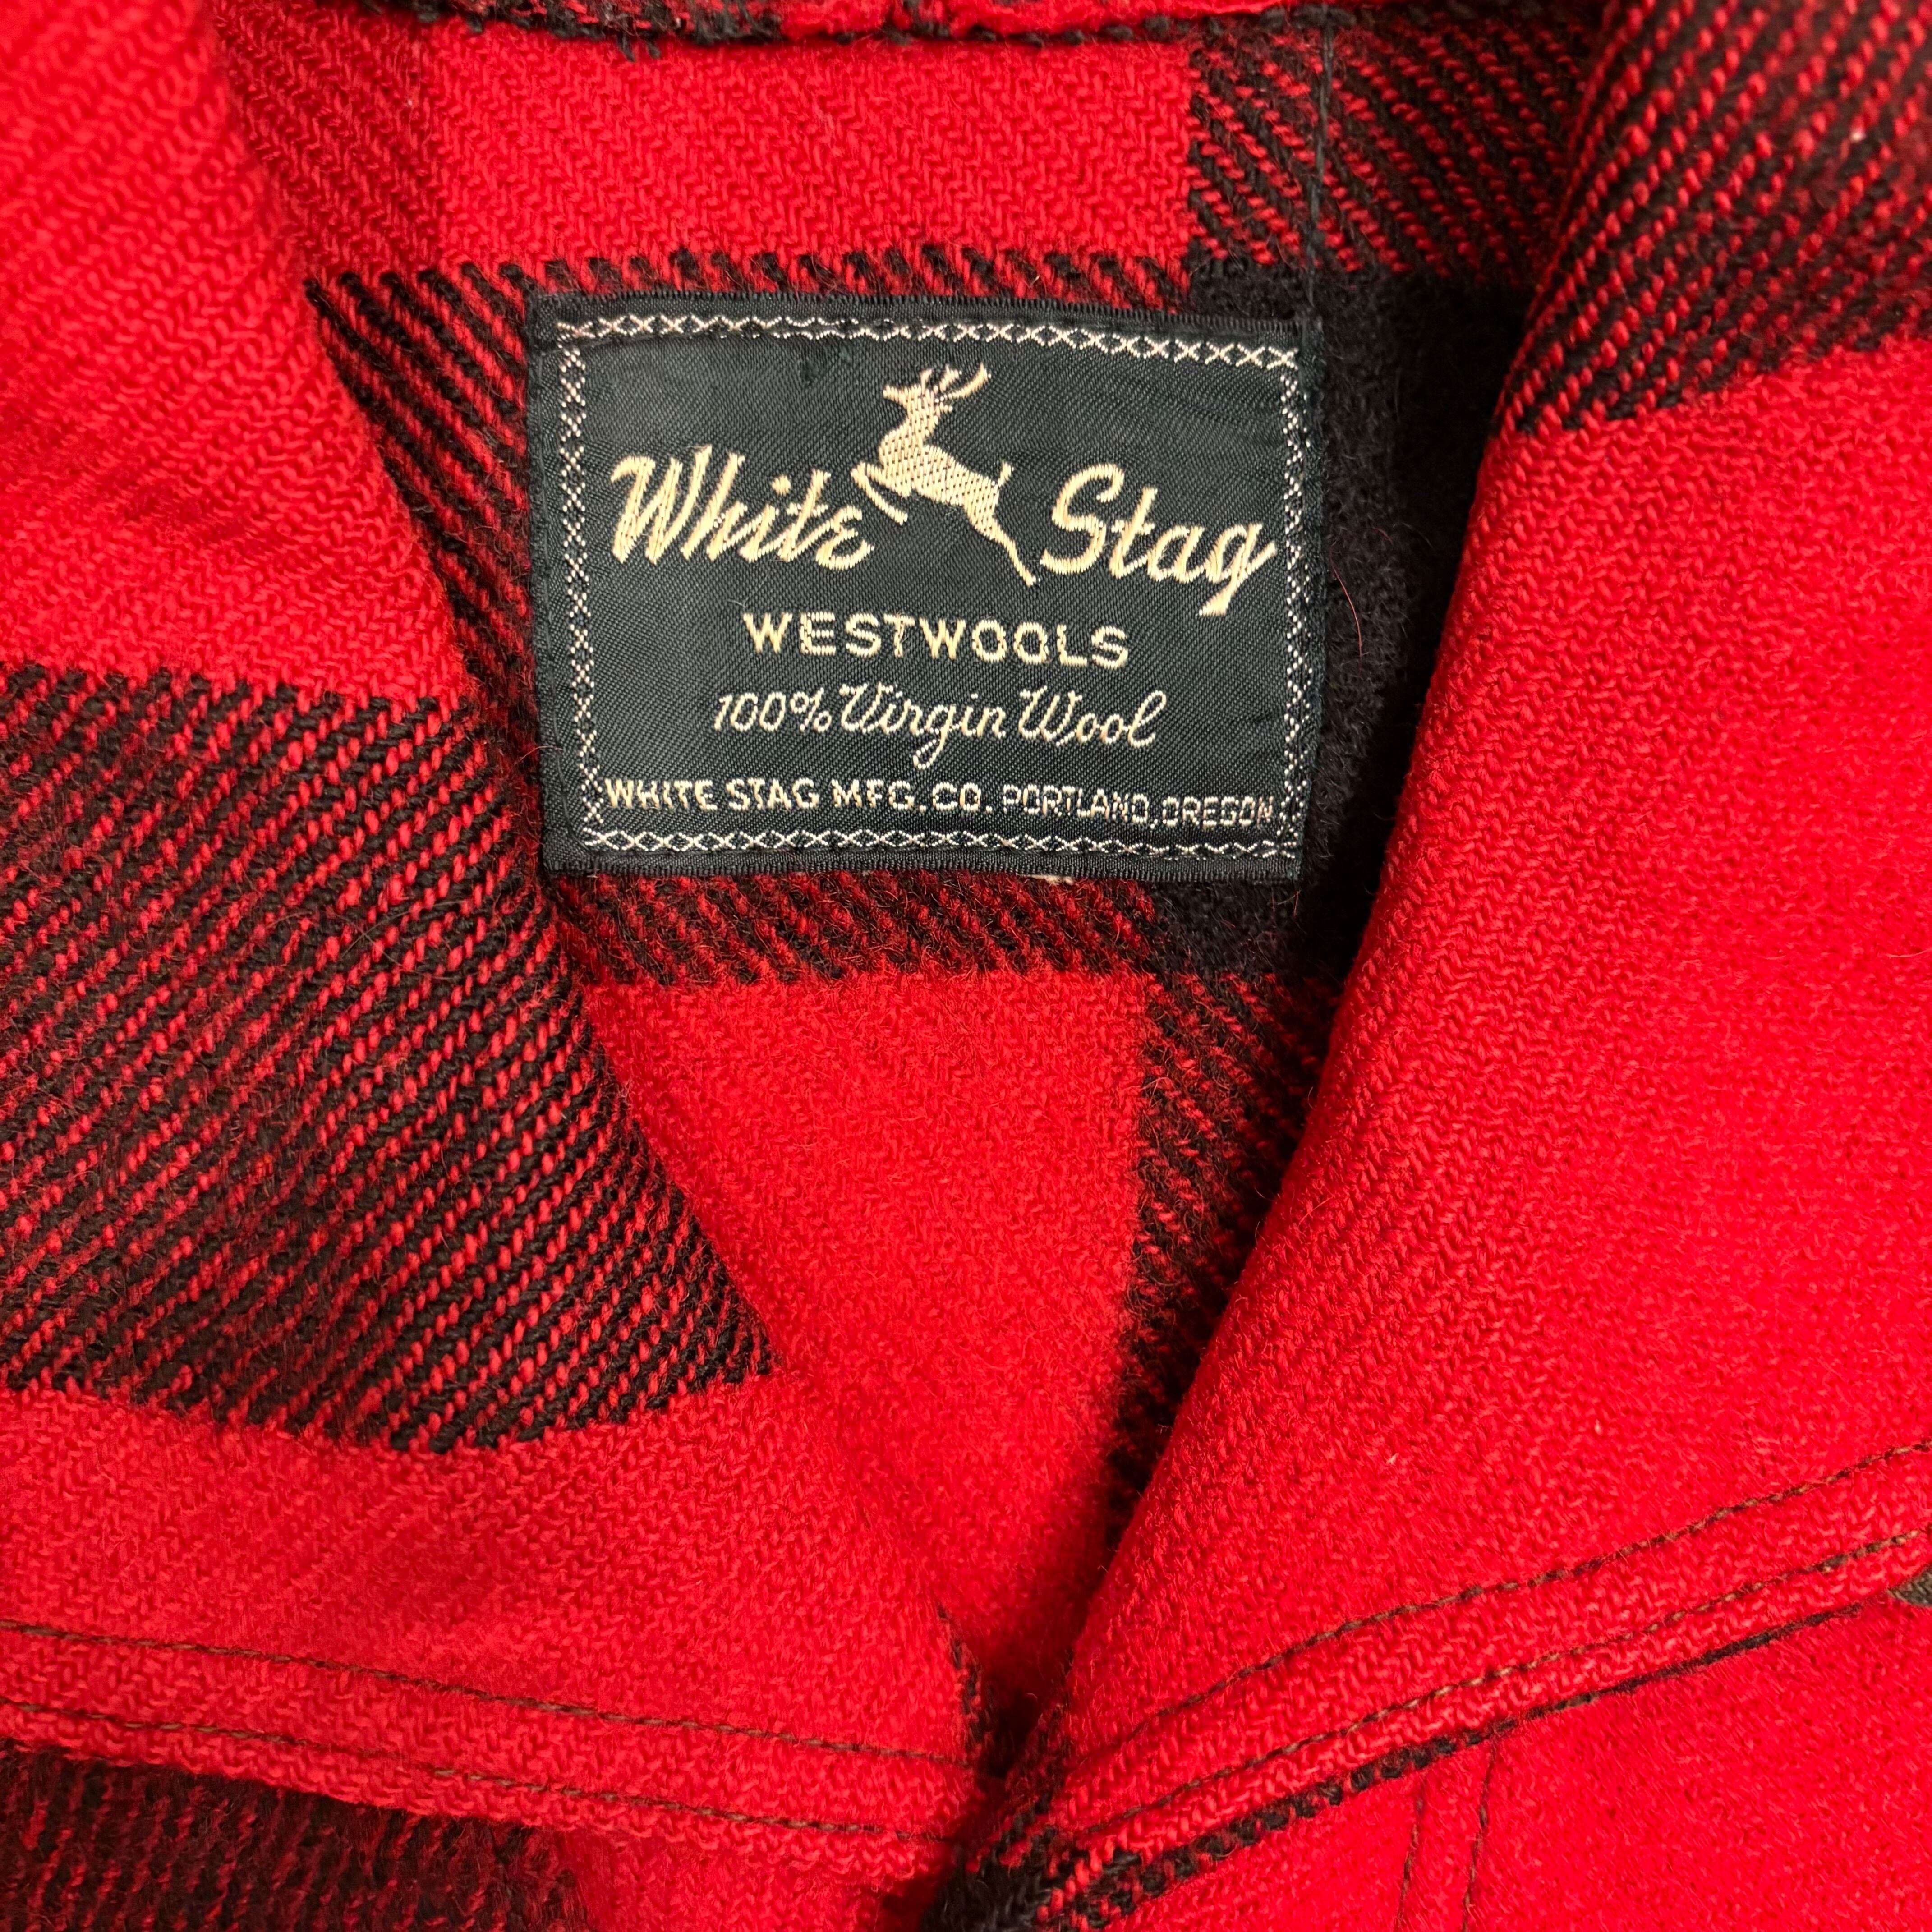 White Stag
WESTWOOLS
100% Virgin Wool
WHITE STAG MFG. CO. PORTLAND, OREGON